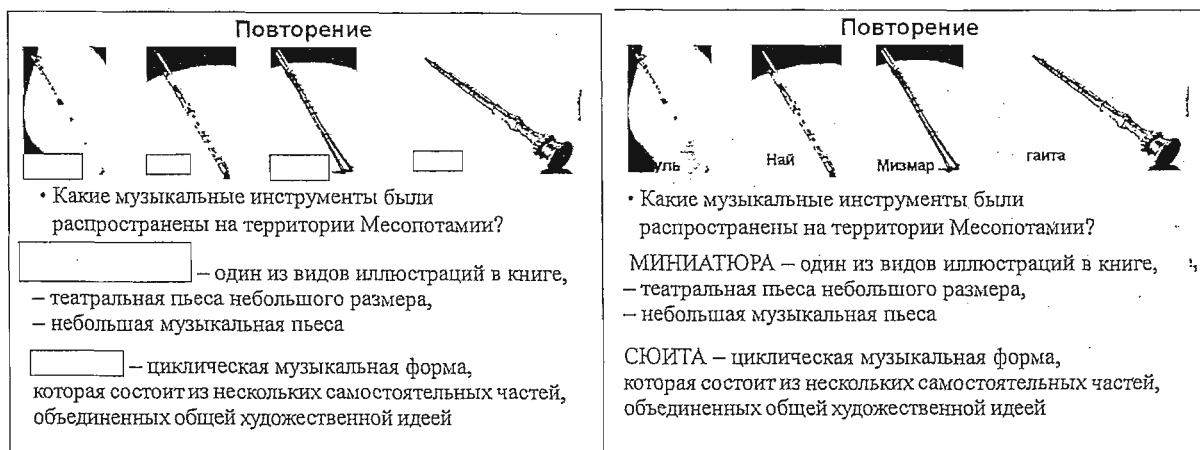 Повторение
• Какие музыкальные инструменты были
распространены на территории Месопотамии?
– один из видов иллюстраций в книге,
– театральная пьеса небольшого размера,
– небольшая музыкальная пьеса
– циклическая музыкальная форма,
которая состоит из нескольких самостоятельных частей,
объединенных общей художественной идеей
Повторение
уль Най Мизмар гаита
• Какие музыкальные инструменты были
распространены на территории Месопотамии?
МИНИАТЮРА – один из видов иллюстраций в книге,
– театральная пьеса небольшого размера,
– небольшая музыкальная пьеса
СЮИТА – циклическая музыкальная форма,
которая состоит из нескольких самостоятельных частей,
объединенных общей художественной идеей